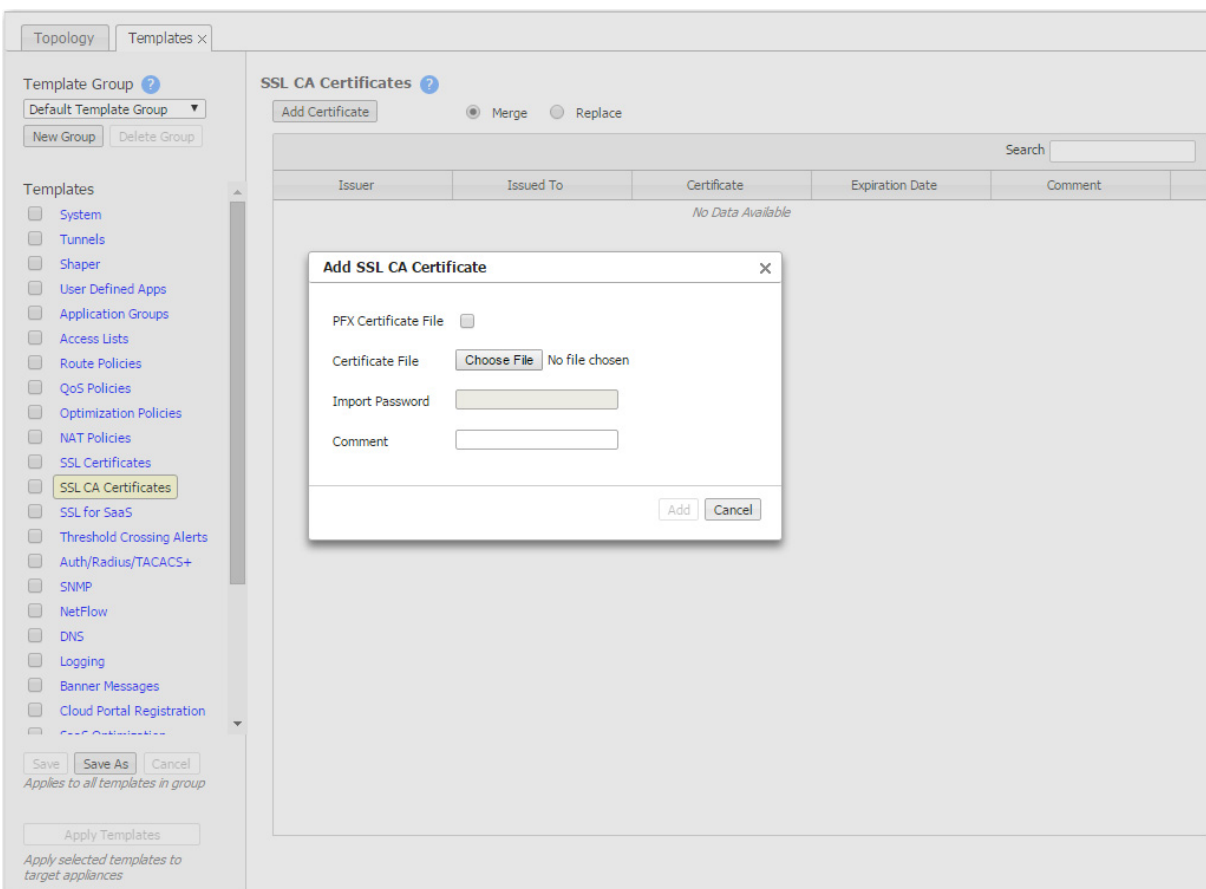 Topology
Templates ×
Template Group ?
Default Template Group ▼
New Group
Delete Group
Templates
System
Tunnels
Shaper
User Defined Apps
Application Groups
Access Lists
Route Policies
QoS Policies
Optimization Policies
NAT Policies
SSL Certificates
SSL CA Certificates
SSL for SaaS
Threshold Crossing Alerts
Auth/Radius/TACACS+
SNMP
NetFlow
DNS
Logging
Banner Messages
Cloud Portal Registration
SaaS Optimization
Save
Save As
Cancel
Applies to all templates in group
Apply Templates
Apply selected templates to
target appliances
SSL CA Certificates ?
Add Certificate
Merge
Replace
Search
Issuer
Issued To
Certificate
Expiration Date
Comment
No Data Available
Add SSL CA Certificate ×
PFX Certificate File
Certificate File
Choose File No file chosen
Import Password
Comment
Add
Cancel